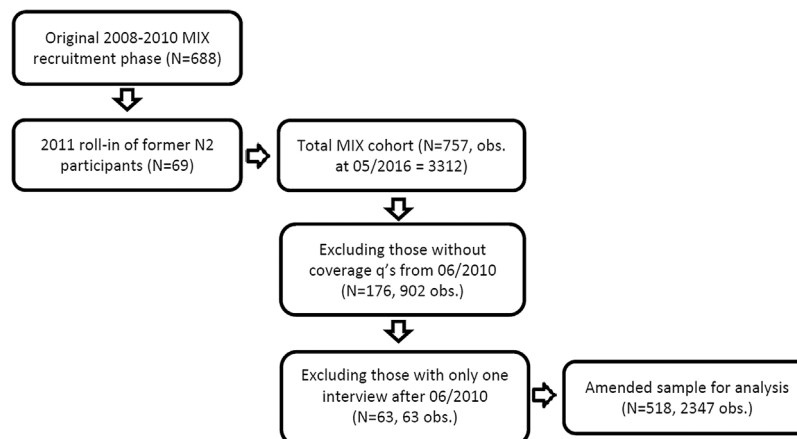 Original 2008-2010 MIX
recruitment phase (N=688)
2011 roll-in of former N2
participants (N=69)
Total MIX cohort (N=757, obs.
at 05/2016 = 3312)
Excluding those without
coverage q's from 06/2010
(N=176, 902 obs.)
Excluding those with only one
interview after 06/2010
(N=63, 63 obs.)
Amended sample for analysis
(N=518, 2347 obs.)